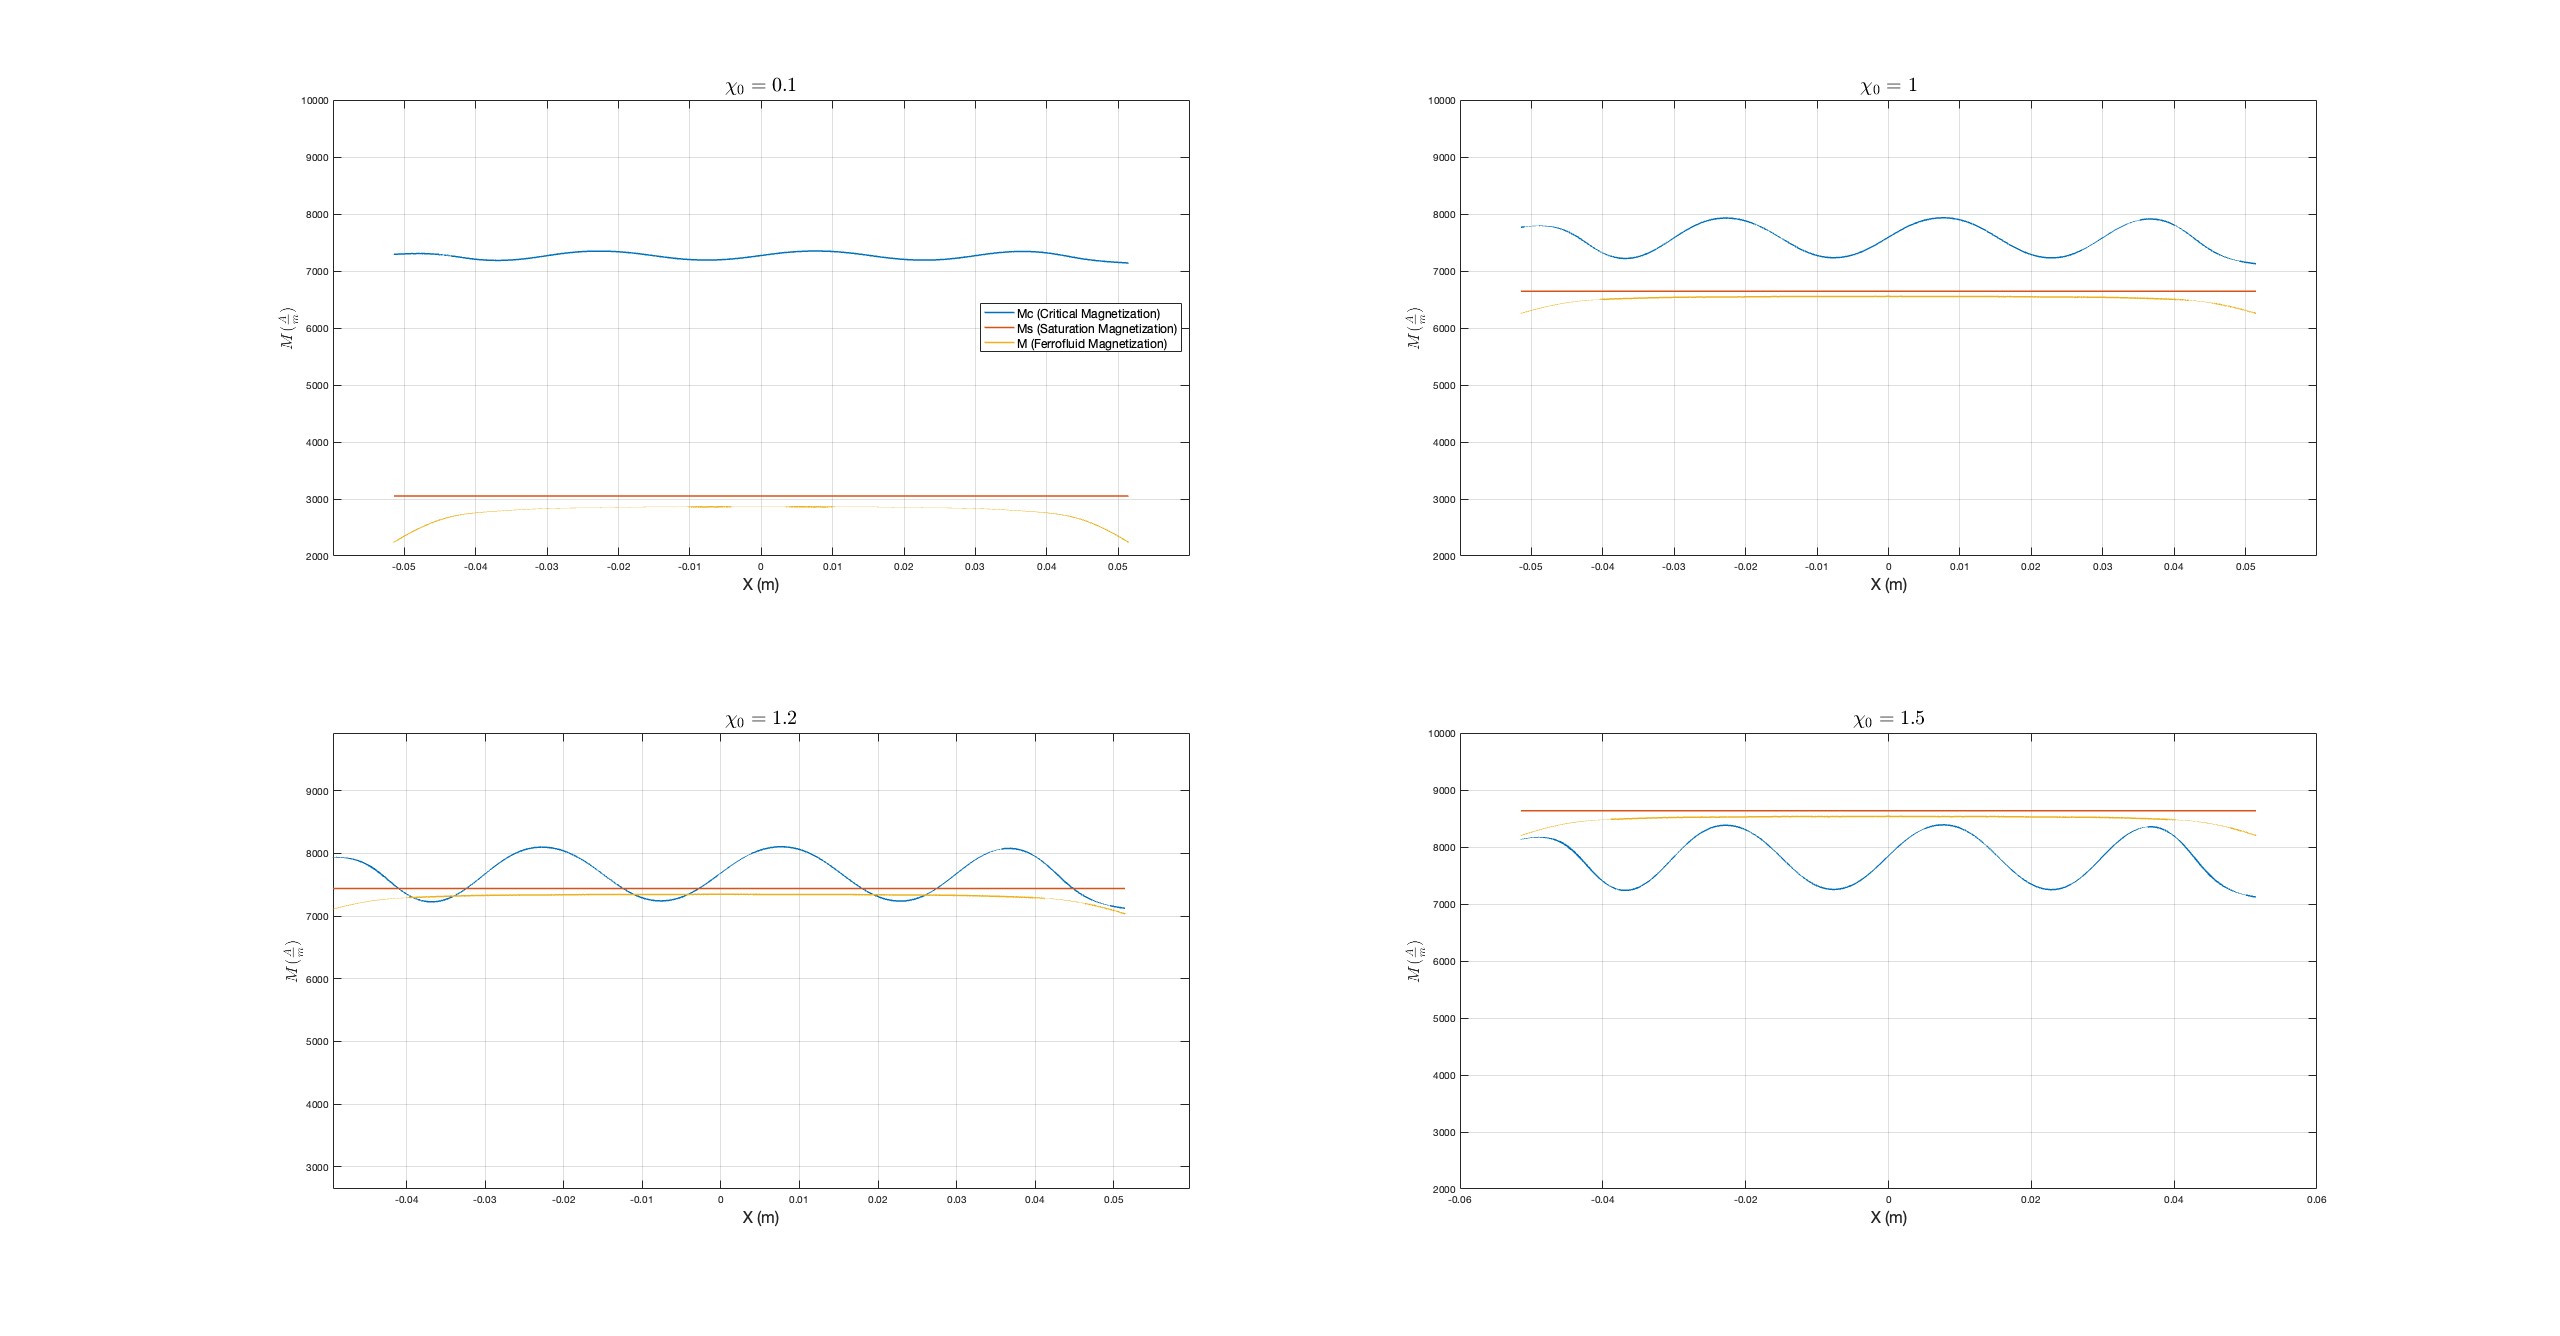 χ₀ = 0.1
10000
9000
8000
7000
6000
5000
4000
3000
2000
M (A/m)
Mc (Critical Magnetization)
Ms (Saturation Magnetization)
M (Ferrofluid Magnetization)
-0.05 -0.04 -0.03 -0.02 -0.01 0 0.01 0.02 0.03 0.04 0.05
X (m)
χ₀ = 1
10000
9000
8000
7000
6000
5000
4000
3000
2000
M (A/m)
-0.05 -0.04 -0.03 -0.02 -0.01 0 0.01 0.02 0.03 0.04 0.05
X (m)
χ₀ = 1.2
9000
8000
7000
6000
5000
4000
3000
M (A/m)
-0.04 -0.03 -0.02 -0.01 0 0.01 0.02 0.03 0.04 0.05
X (m)
χ₀ = 1.5
10000
9000
8000
7000
6000
5000
4000
3000
2000
M (A/m)
-0.06 -0.04 -0.02 0 0.02 0.04 0.06
X (m)